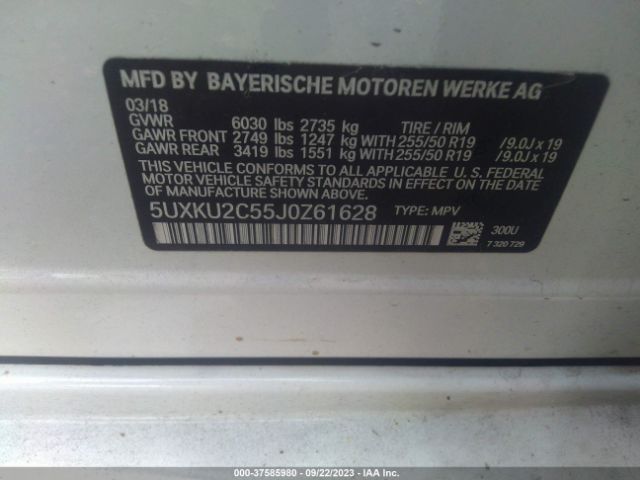 MFD BY BAYERISCHE MOTOREN WERKE AG
03/18
GVWR 6030 lbs 2735 kg TIRE / RIM
GAWR FRONT 2749 lbs 1247 kg WITH 255/50 R19 /9.0J x 19
GAWR REAR 3419 lbs 1551 kg WITH 255/50 R19 /9.0J x 19
THIS VEHICLE CONFORMS TO ALL APPLICABLE U. S. FEDERAL
MOTOR VEHICLE SAFETY STANDARDS IN EFFECT ON THE DATE OF
MANUFACTURE SHOWN ABOVE.
5UXKU2C55J0Z61628 TYPE: MPV
300U
7 320 729
000-37585980 - 09/22/2023 - IAA Inc.